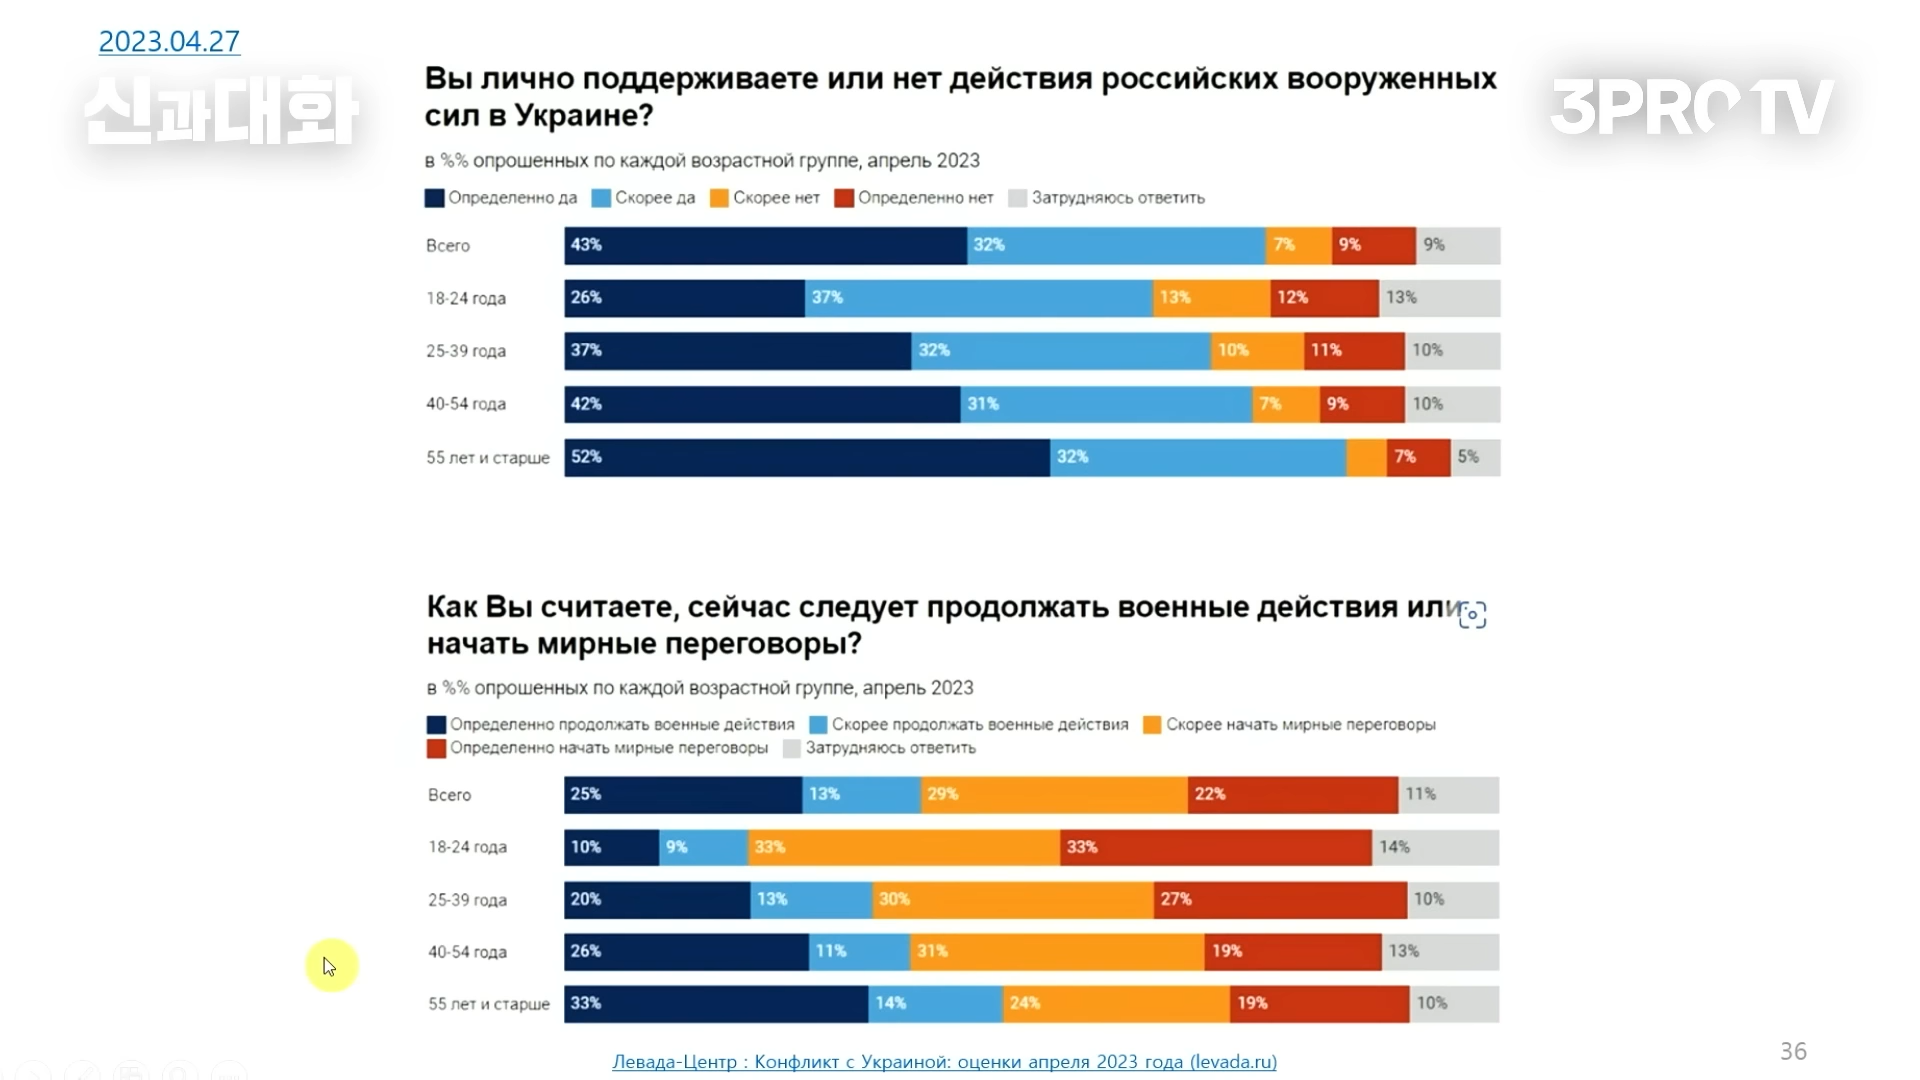 2023.04.27
신과대화
3PROTV
Вы лично поддерживаете или нет действия российских вооруженных
сил в Украине?
в %% опрошенных по каждой возрастной группе, апрель 2023
Определенно да Скорее да Скорее нет Определенно нет Затрудняюсь ответить
Всего 43% 32% 7% 9% 9%
18-24 года 26% 37% 13% 12% 13%
25-39 года 37% 32% 10% 11% 10%
40-54 года 42% 31% 7% 9% 10%
55 лет и старше 52% 32% 7% 5%
Как Вы считаете, сейчас следует продолжать военные действия или
начать мирные переговоры?
в %% опрошенных по каждой возрастной группе, апрель 2023
Определенно продолжать военные действия Скорее продолжать военные действия Скорее начать мирные переговоры
Определенно начать мирные переговоры Затрудняюсь ответить
Всего 25% 13% 29% 22% 11%
18-24 года 10% 9% 33% 33% 14%
25-39 года 20% 13% 30% 27% 10%
40-54 года 26% 11% 31% 19% 13%
55 лет и старше 33% 14% 24% 19% 10%
Левада-Центр : Конфликт с Украиной: оценки апреля 2023 года (levada.ru)
36